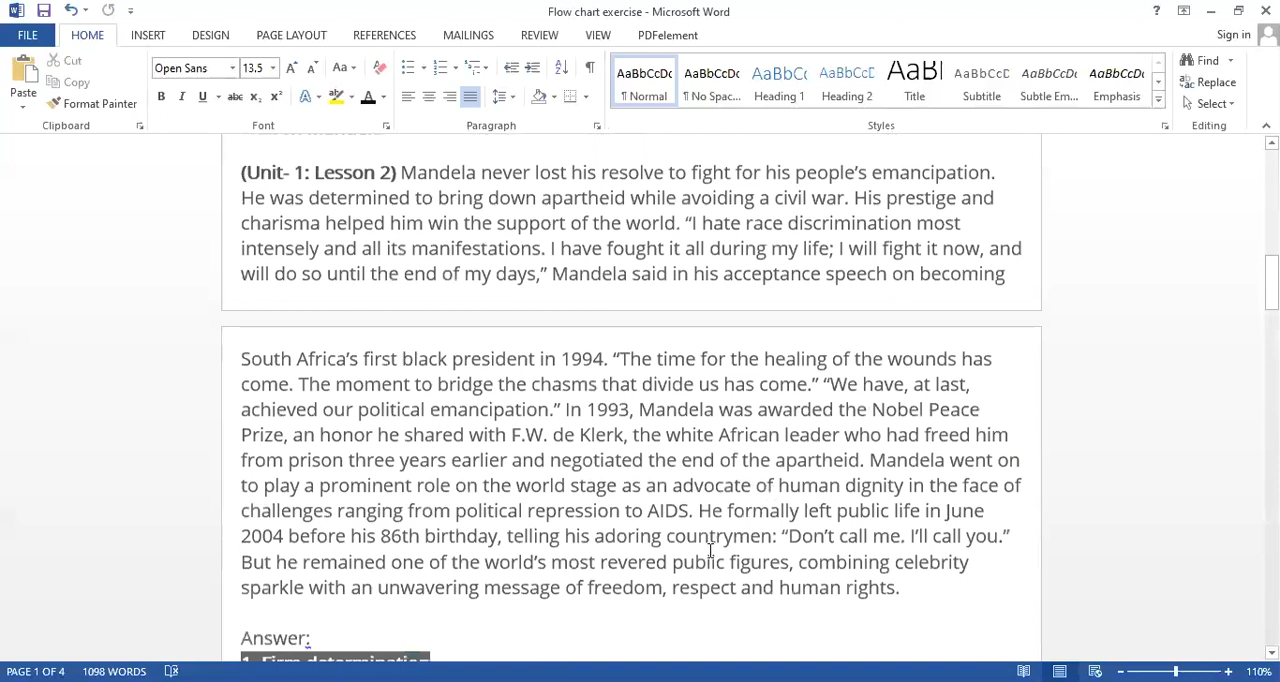 Flow chart exercise - Microsoft Word
FILE HOME INSERT DESIGN PAGE LAYOUT REFERENCES MAILINGS REVIEW VIEW PDFelement Sign in
Paste Cut Copy Format Painter
Clipboard
Open Sans 13.5
Font
Paragraph
AaBbCcDc AaBbCcDc AaBbCc AaBbCcC AaBl AaBbCcD AaBbCcDc AaBbCcDc
¶ Normal ¶ No Spac... Heading 1 Heading 2 Title Subtitle Subtle Em... Emphasis
Styles
Find
Replace
Select
Editing
(Unit- 1: Lesson 2) Mandela never lost his resolve to fight for his people’s emancipation.
He was determined to bring down apartheid while avoiding a civil war. His prestige and
charisma helped him win the support of the world. “I hate race discrimination most
intensely and all its manifestations. I have fought it all during my life; I will fight it now, and
will do so until the end of my days,” Mandela said in his acceptance speech on becoming
South Africa’s first black president in 1994. “The time for the healing of the wounds has
come. The moment to bridge the chasms that divide us has come.” “We have, at last,
achieved our political emancipation.” In 1993, Mandela was awarded the Nobel Peace
Prize, an honor he shared with F.W. de Klerk, the white African leader who had freed him
from prison three years earlier and negotiated the end of the apartheid. Mandela went on
to play a prominent role on the world stage as an advocate of human dignity in the face of
challenges ranging from political repression to AIDS. He formally left public life in June
2004 before his 86th birthday, telling his adoring countrymen: “Don’t call me. I’ll call you.”
But he remained one of the world’s most revered public figures, combining celebrity
sparkle with an unwavering message of freedom, respect and human rights.
Answer:
1. Firm determination
PAGE 1 OF 4 1098 WORDS 110%